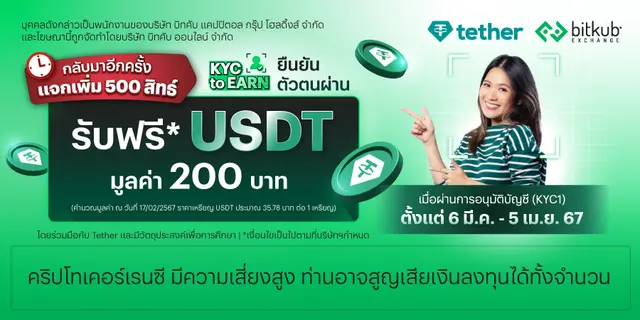 บุคคลดังกล่าวเป็นพนักงานของบริษัท บิทคับ แคปปิตอล กรุ๊ป โฮลดิ้งส์ จำกัด
และโฆษณานี้ถูกจัดทำโดยบริษัท บิทคับ ออนไลน์ จำกัด
tether
bitkub
EXCHANGE
กลับมาอีกครั้ง
แจกเพิ่ม 500 สิทธ์
KYC
to EARN
ยืนยัน
ตัวตนผ่าน
รับฟรี* USDT
มูลค่า 200 บาท
(คำนวณมูลค่า ณ วันที่ 17/02/2567 ราคาเหรียญ USDT ประมาณ 35.78 บาท ต่อ 1 เหรียญ)
เมื่อผ่านการอนุมัติบัญชี (KYC1)
ตั้งแต่ 6 มี.ค. - 5 เม.ย. 67
โดยร่วมมือกับ Tether และมีวัตถุประสงค์เพื่อการศึกษา | *เงื่อนไขเป็นไปตามที่บริษัทฯกำหนด
คริปโทเคอร์เรนซี มีความเสี่ยงสูง ท่านอาจสูญเสียเงินลงทุนได้ทั้งจำนวน